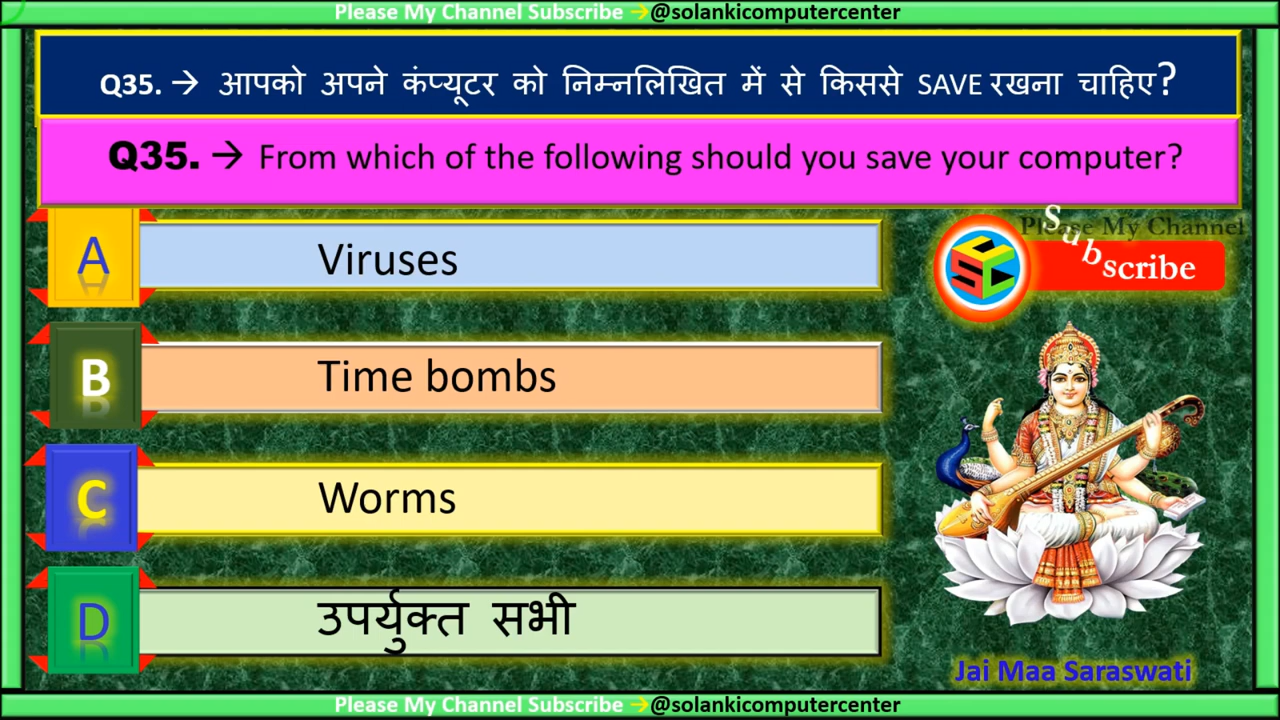 Please My Channel Subscribe →@solankicomputercenter
Q35. → आपको अपने कंप्यूटर को निम्नलिखित में से किससे SAVE रखना चाहिए?
Q35. → From which of the following should you save your computer?
A Viruses
Please My Channel
Subscribe
SCC
B Time bombs
C Worms
D उपर्युक्त सभी
Jai Maa Saraswati
Please My Channel Subscribe →@solankicomputercenter